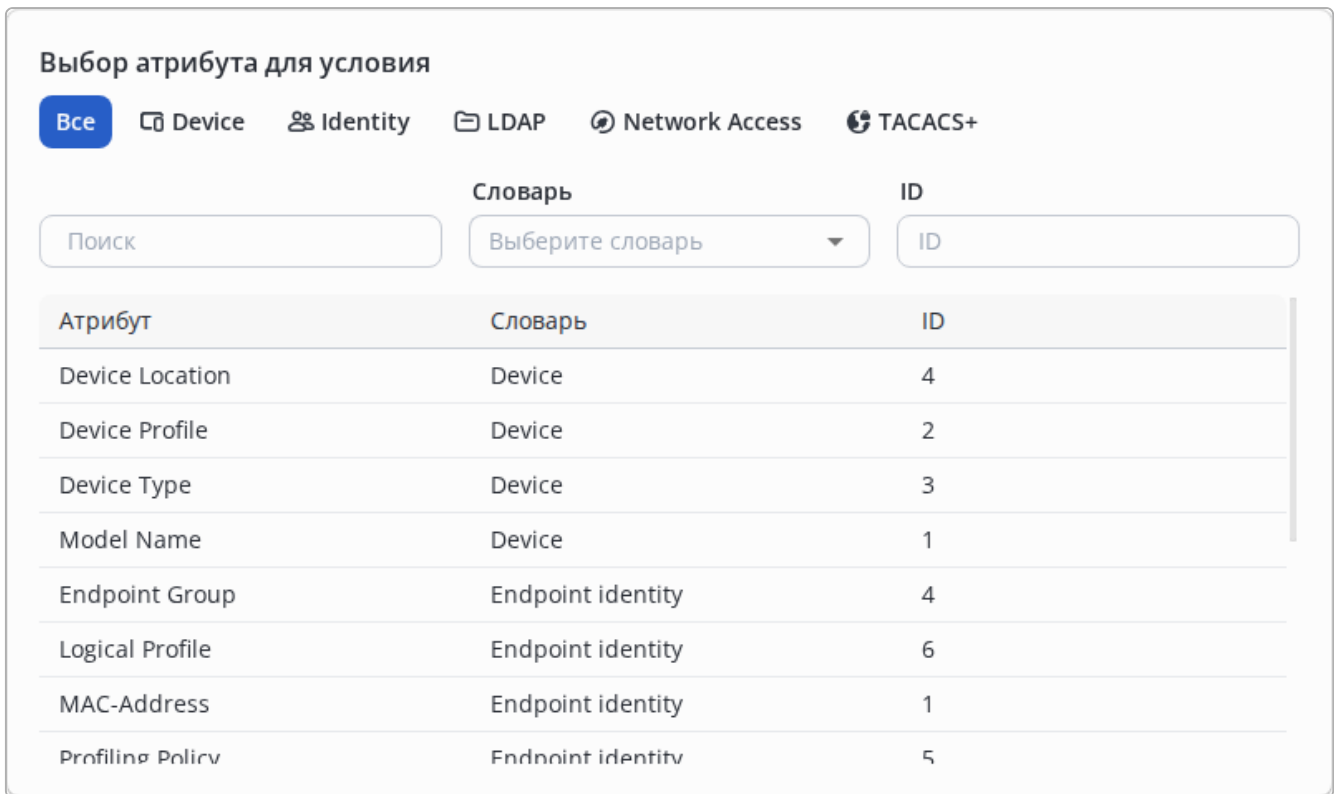 Выбор атрибута для условия
Все Device Identity LDAP Network Access TACACS+
Словарь ID
Поиск Выберите словарь ID
Атрибут Словарь ID
Device Location Device 4
Device Profile Device 2
Device Type Device 3
Model Name Device 1
Endpoint Group Endpoint identity 4
Logical Profile Endpoint identity 6
MAC-Address Endpoint identity 1
Profiling Policy Endpoint identity 5